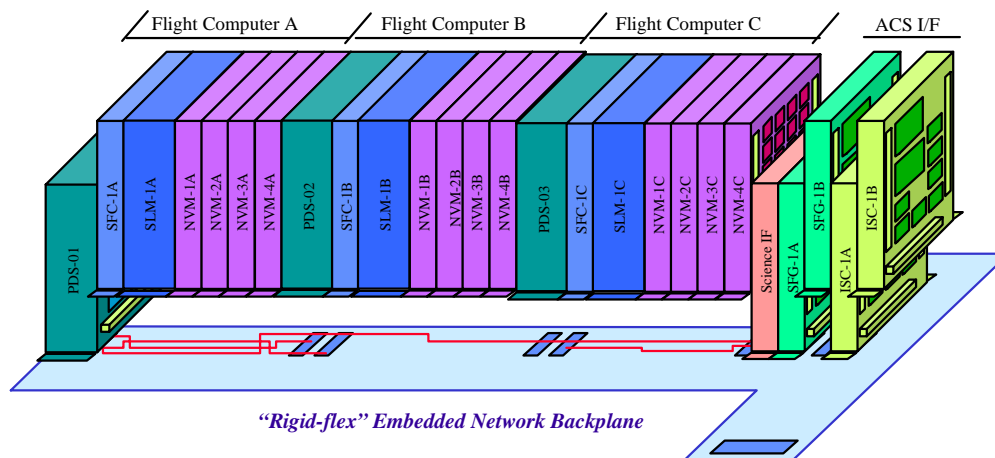 Flight Computer A
Flight Computer B
Flight Computer C
ACS I/F
PDS-01
SFC-1A
SLM-1A
NVM-1A
NVM-2A
NVM-3A
NVM-4A
PDS-02
SFC-1B
SLM-1B
NVM-1B
NVM-2B
NVM-3B
NVM-4B
PDS-03
SFC-1C
SLM-1C
NVM-1C
NVM-2C
NVM-3C
NVM-4C
Science IF
SFG-1A
SFG-1B
ISC-1A
ISC-1B
“Rigid-flex” Embedded Network Backplane